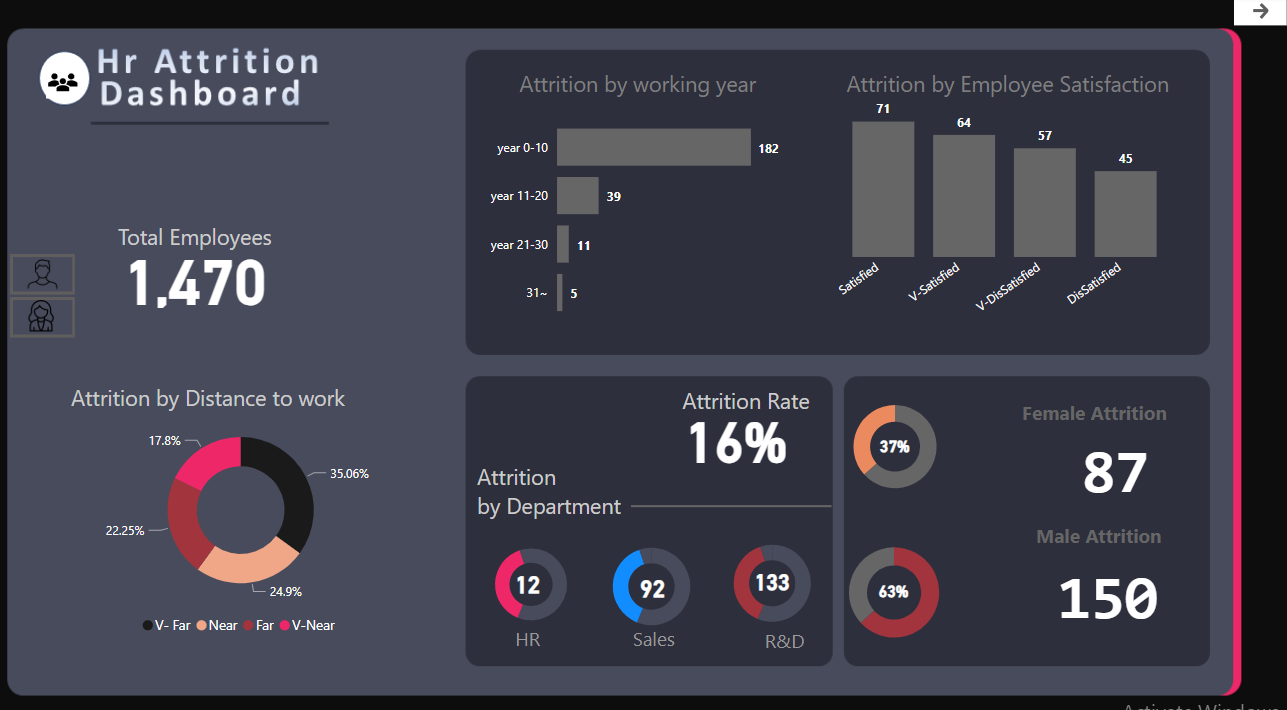 Hr Attrition
Dashboard
Total Employees
1,470
Attrition by Distance to work
17.8%
35.06%
22.25%
24.9%
V- Far Near Far V-Near
Attrition by working year
year 0-10
182
year 11-20
39
year 21-30
11
31~
5
Attrition by Employee Satisfaction
71
64
57
45
Satisfied
V-Satisfied
V-DisSatisfied
DisSatisfied
Attrition Rate
16%
Attrition
by Department
12
92
133
HR
Sales
R&D
37%
Female Attrition
87
63%
Male Attrition
150
Activate Windows